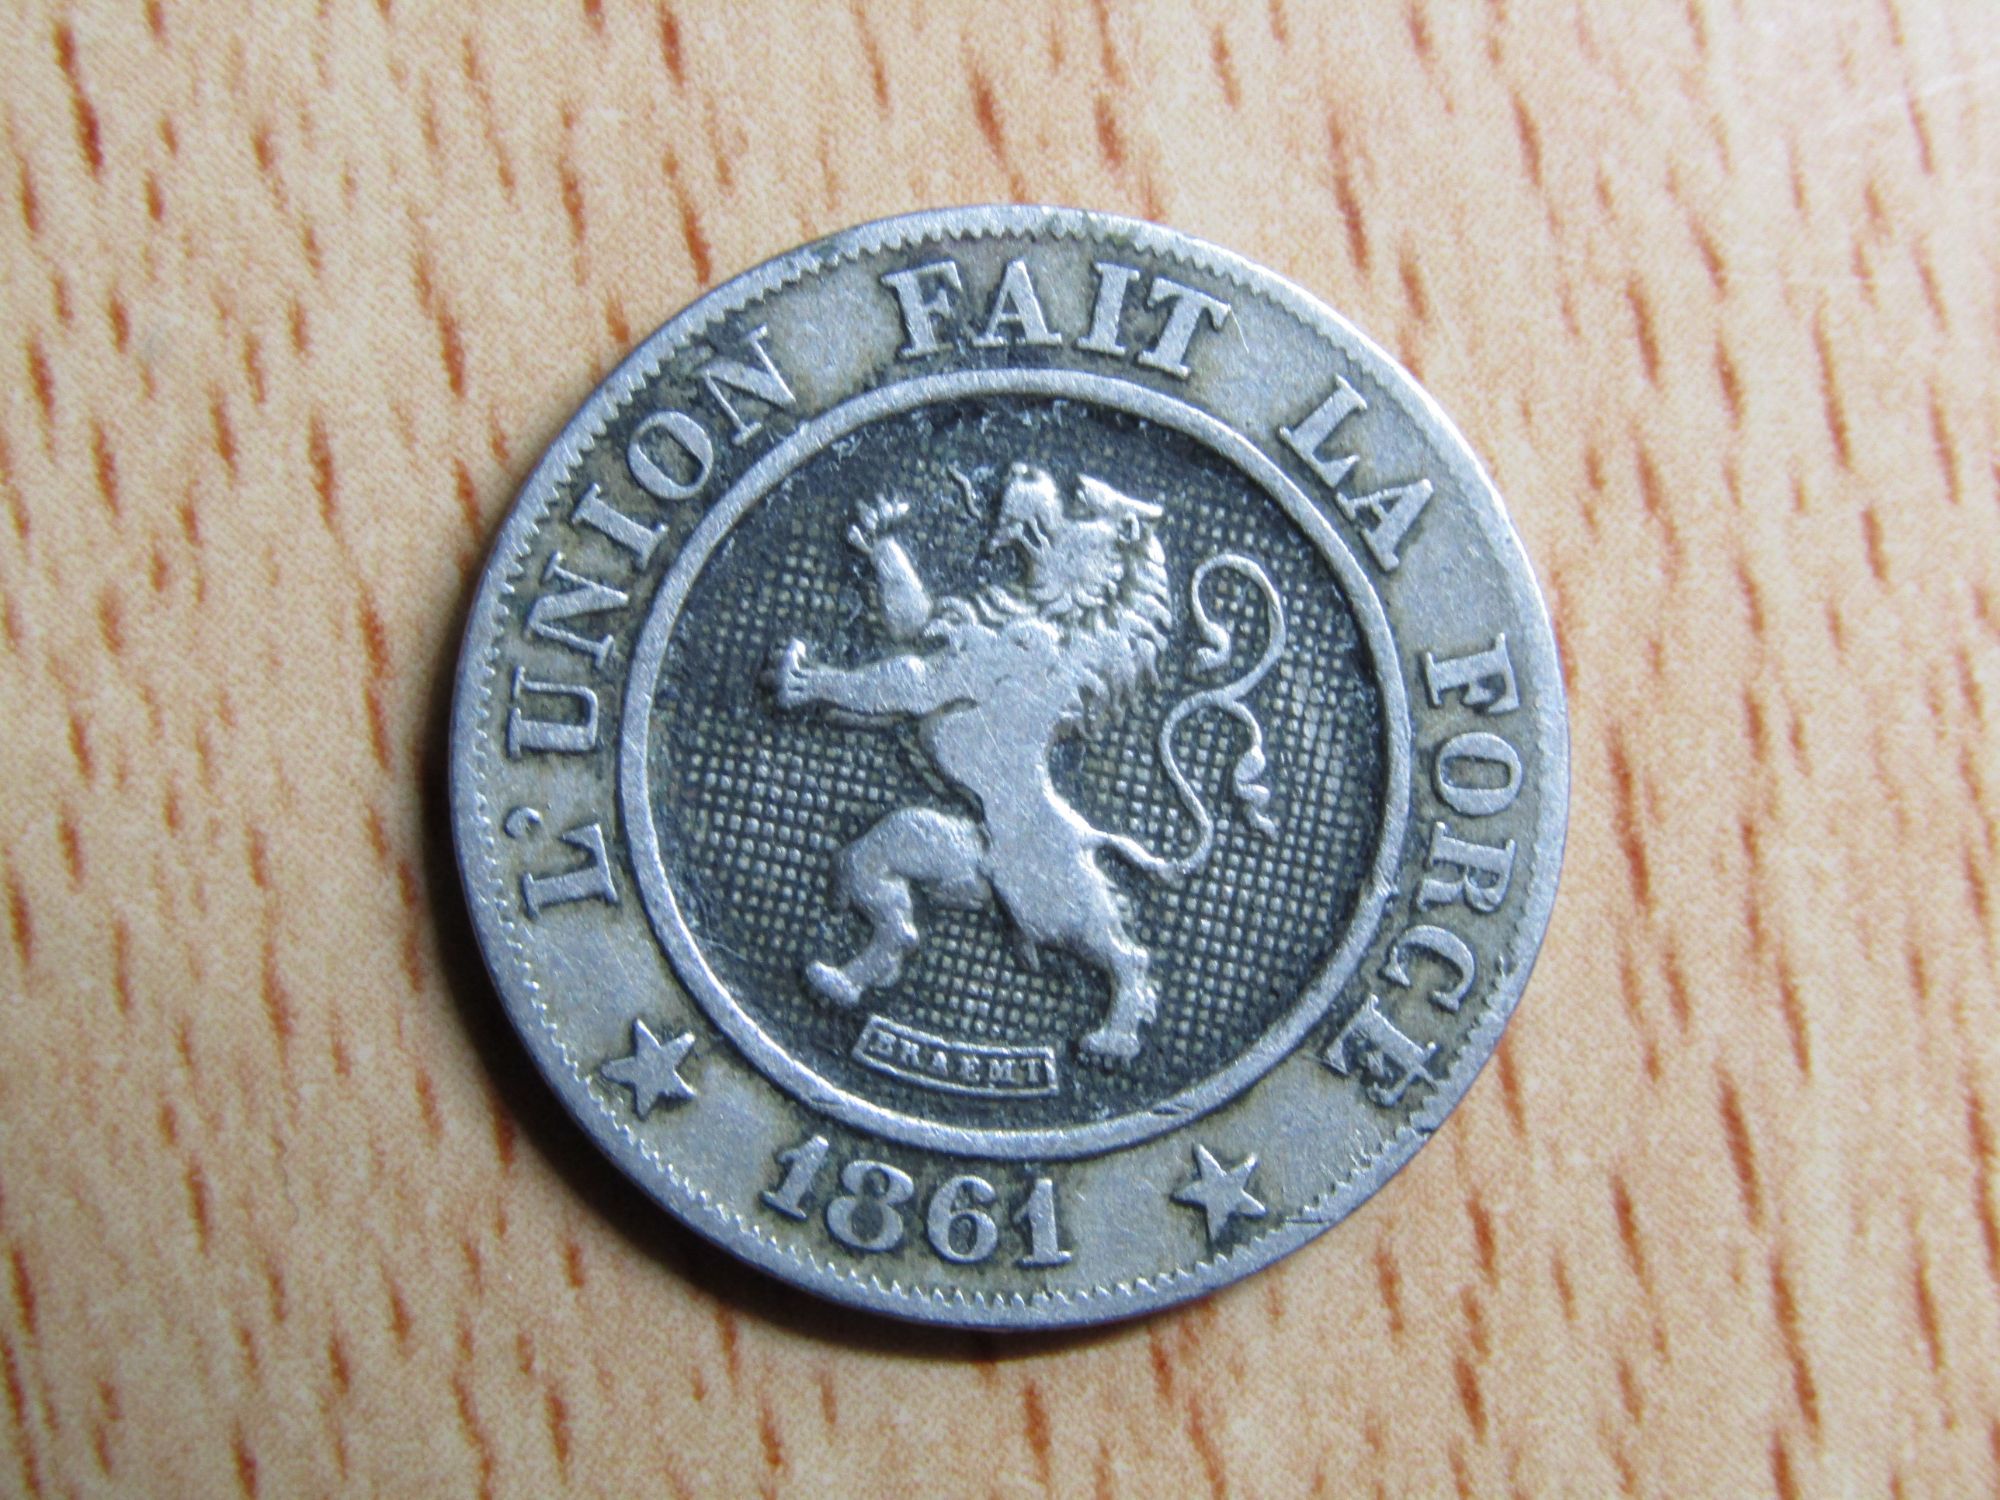 L'UNION FAIT LA FORCE
BRAEMT
1861